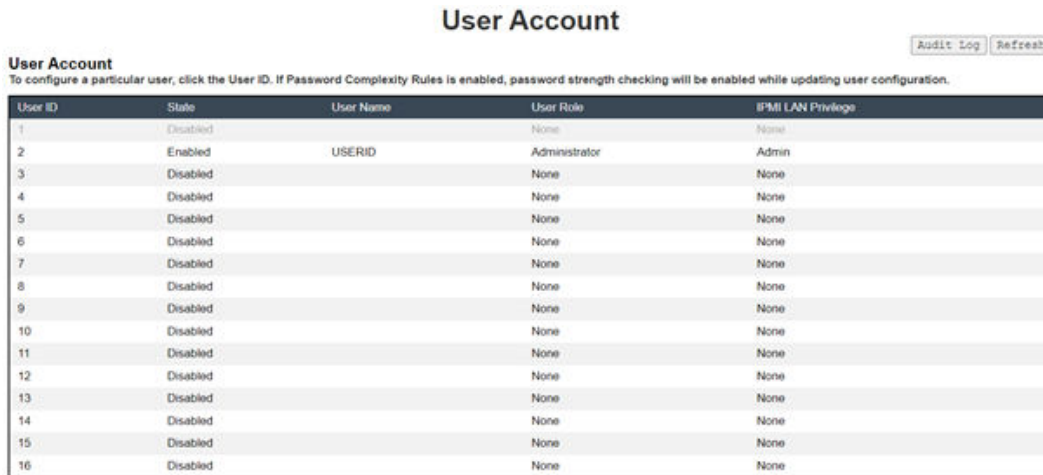 User Account
Audit Log Refresh
User Account
To configure a particular user, click the User ID. If Password Complexity Rules is enabled, password strength checking will be enabled while updating user configuration.
User ID State User Name User Role IPMI LAN Privilege
1 Disabled None None
2 Enabled USERID Administrator Admin
3 Disabled None None
4 Disabled None None
5 Disabled None None
6 Disabled None None
7 Disabled None None
8 Disabled None None
9 Disabled None None
10 Disabled None None
11 Disabled None None
12 Disabled None None
13 Disabled None None
14 Disabled None None
15 Disabled None None
16 Disabled None None